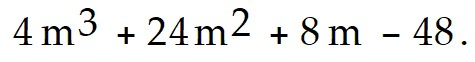 4m³ + 24m² + 8m − 48.